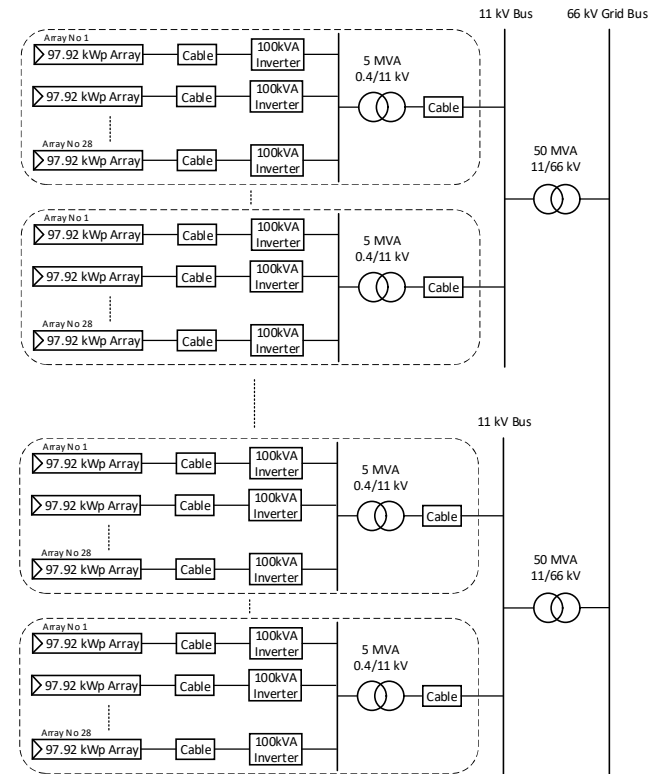 11 kV Bus
66 kV Grid Bus
Array No 1
97.92 kWp Array
Cable
100kVA
Inverter
97.92 kWp Array
Cable
100kVA
Inverter
Array No 28
97.92 kWp Array
Cable
100kVA
Inverter
5 MVA
0.4/11 kV
Cable
50 MVA
11/66 kV
Array No 1
97.92 kWp Array
Cable
100kVA
Inverter
97.92 kWp Array
Cable
100kVA
Inverter
Array No 28
97.92 kWp Array
Cable
100kVA
Inverter
5 MVA
0.4/11 kV
Cable
11 kV Bus
Array No 1
97.92 kWp Array
Cable
100kVA
Inverter
97.92 kWp Array
Cable
100kVA
Inverter
Array No 28
97.92 kWp Array
Cable
100kVA
Inverter
5 MVA
0.4/11 kV
Cable
50 MVA
11/66 kV
Array No 1
97.92 kWp Array
Cable
100kVA
Inverter
97.92 kWp Array
Cable
100kVA
Inverter
Array No 28
97.92 kWp Array
Cable
100kVA
Inverter
5 MVA
0.4/11 kV
Cable